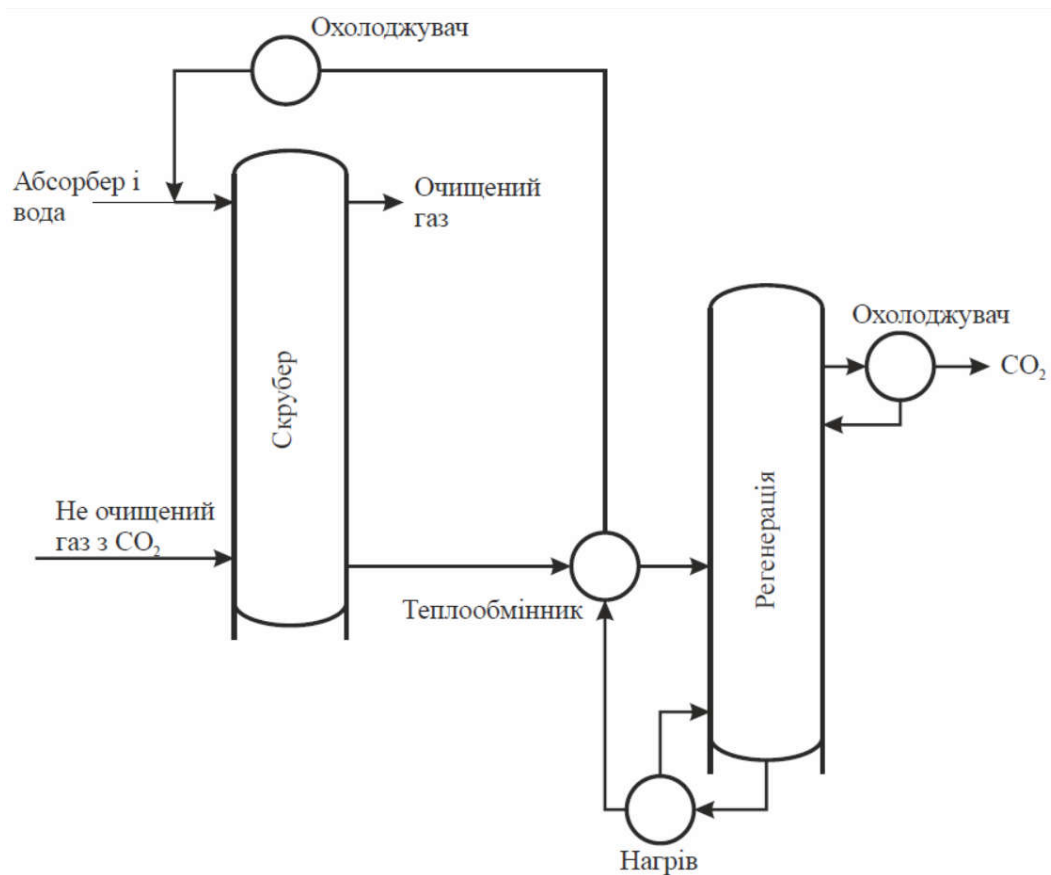 Охолоджувач
Абсорбер і
вода
Очищений
газ
Охолоджувач
CO₂
Скрубер
Не очищений
газ з CO₂
Регенерація
Теплообмінник
Нагрів